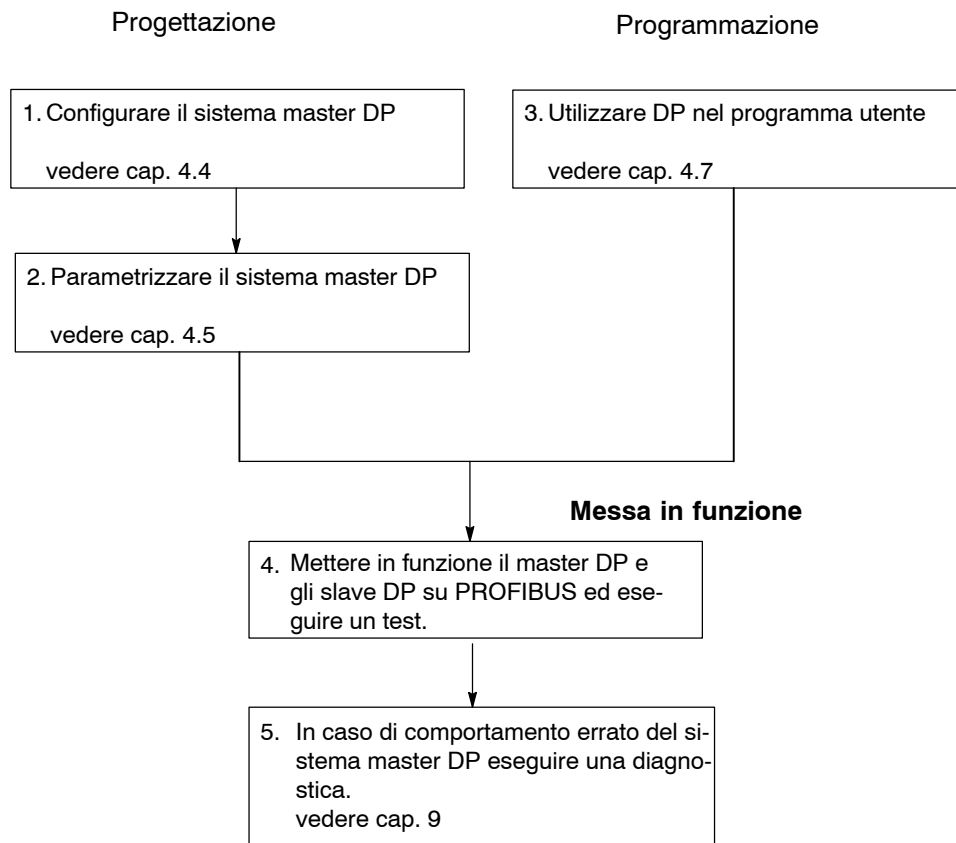 Progettazione
Programmazione
1. Configurare il sistema master DP
vedere cap. 4.4
3. Utilizzare DP nel programma utente
vedere cap. 4.7
2. Parametrizzare il sistema master DP
vedere cap. 4.5
Messa in funzione
4. Mettere in funzione il master DP e
gli slave DP su PROFIBUS ed ese-
guire un test.
5. In caso di comportamento errato del si-
stema master DP eseguire una diagno-
stica.
vedere cap. 9